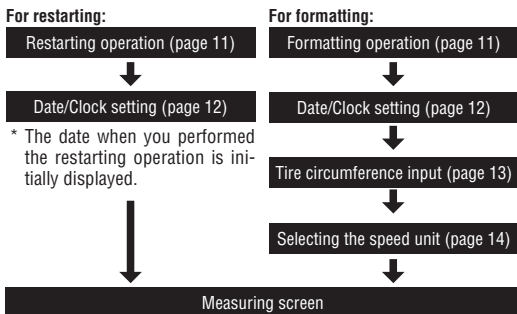 For restarting:
Restarting operation (page 11)
Date/Clock setting (page 12)
* The date when you performed
the restarting operation is ini-
tially displayed.
For formatting:
Formatting operation (page 11)
Date/Clock setting (page 12)
Tire circumference input (page 13)
Selecting the speed unit (page 14)
Measuring screen